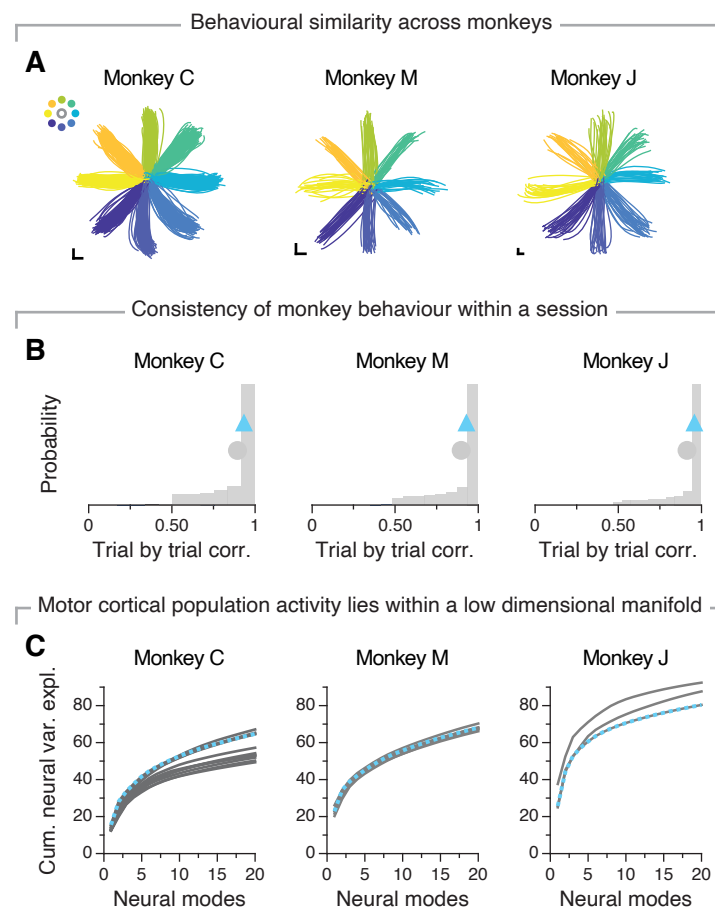 Behavioural similarity across monkeys
A
Monkey C
Monkey M
Monkey J
Consistency of monkey behaviour within a session
B
Monkey C
Monkey M
Monkey J
Probability
0
0.50
1
0
0.50
1
0
0.50
1
Trial by trial corr.
Trial by trial corr.
Trial by trial corr.
Motor cortical population activity lies within a low dimensional manifold
C
Monkey C
Monkey M
Monkey J
Cum. neural var. expl.
80
60
40
20
0
80
60
40
20
0
80
60
40
20
0
0
5
10
15
20
0
5
10
15
20
0
5
10
15
20
Neural modes
Neural modes
Neural modes